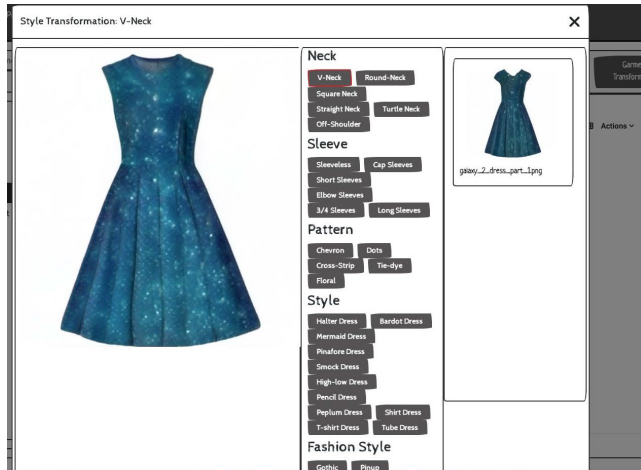 Style Transformation: V-Neck
×
Neck
V-Neck Round-Neck
Square Neck
Straight Neck Turtle Neck
Off-Shoulder
Sleeve
Sleeveless Cap Sleeves
Short Sleeves
Elbow Sleeves
3/4 Sleeves Long Sleeves
Pattern
Chevron Dots
Cross-Strip Tie-dye
Floral
Style
Halter Dress Bardot Dress
Mermaid Dress
Pinafore Dress
Smock Dress
High-low Dress
Pencil Dress
Peplum Dress Shirt Dress
T-shirt Dress Tube Dress
Fashion Style
Gothic Pinup
galaxy_2_dress_part_1.png
Garme
Transform
Actions